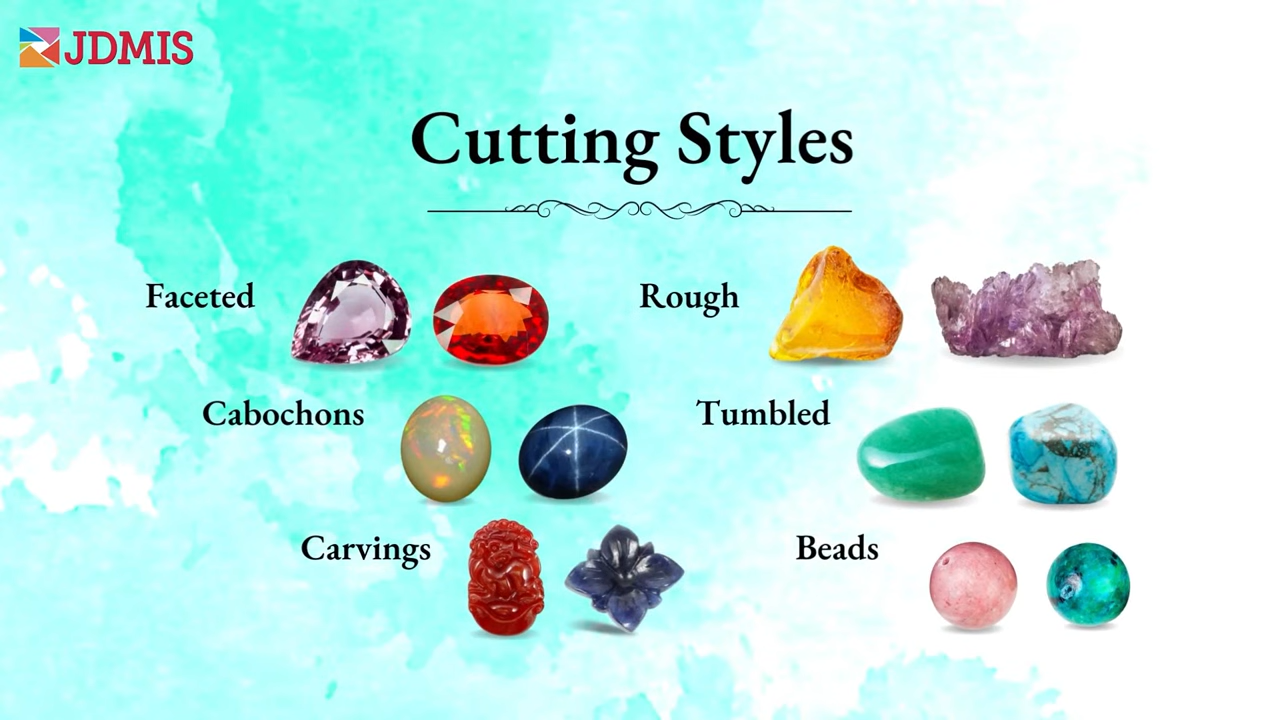 JDMIS
Cutting Styles
Faceted
Rough
Cabochons
Tumbled
Carvings
Beads